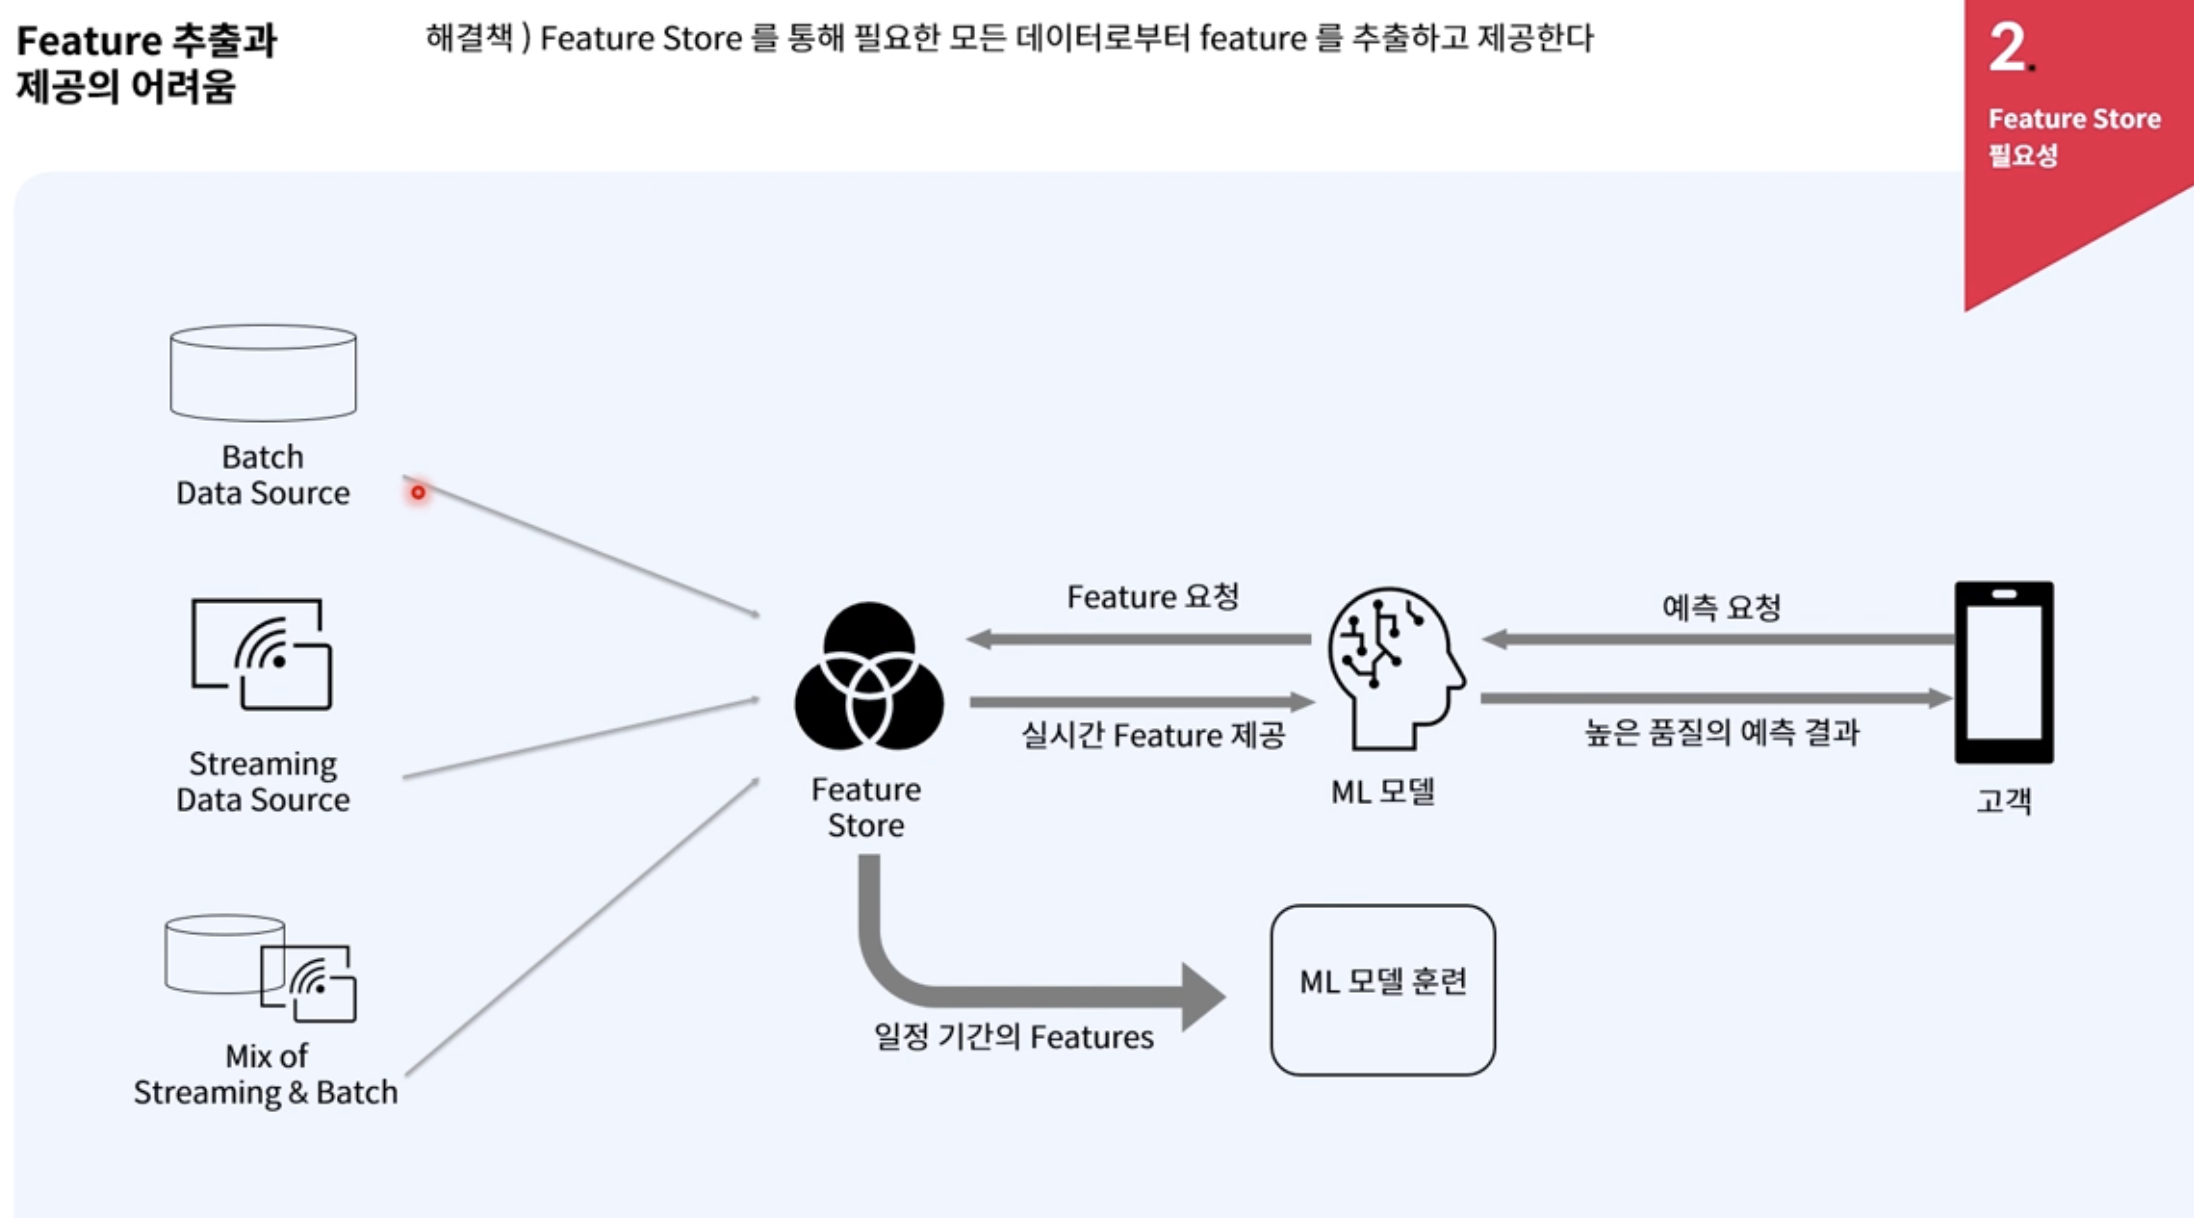 Feature 추출과
제공의 어려움
해결책 ) Feature Store 를 통해 필요한 모든 데이터로부터 feature 를 추출하고 제공한다
2.
Feature Store
필요성
Batch
Data Source
Streaming
Data Source
Mix of
Streaming & Batch
Feature
Store
Feature 요청
실시간 Feature 제공
ML 모델
예측 요청
높은 품질의 예측 결과
고객
일정 기간의 Features
ML 모델 훈련